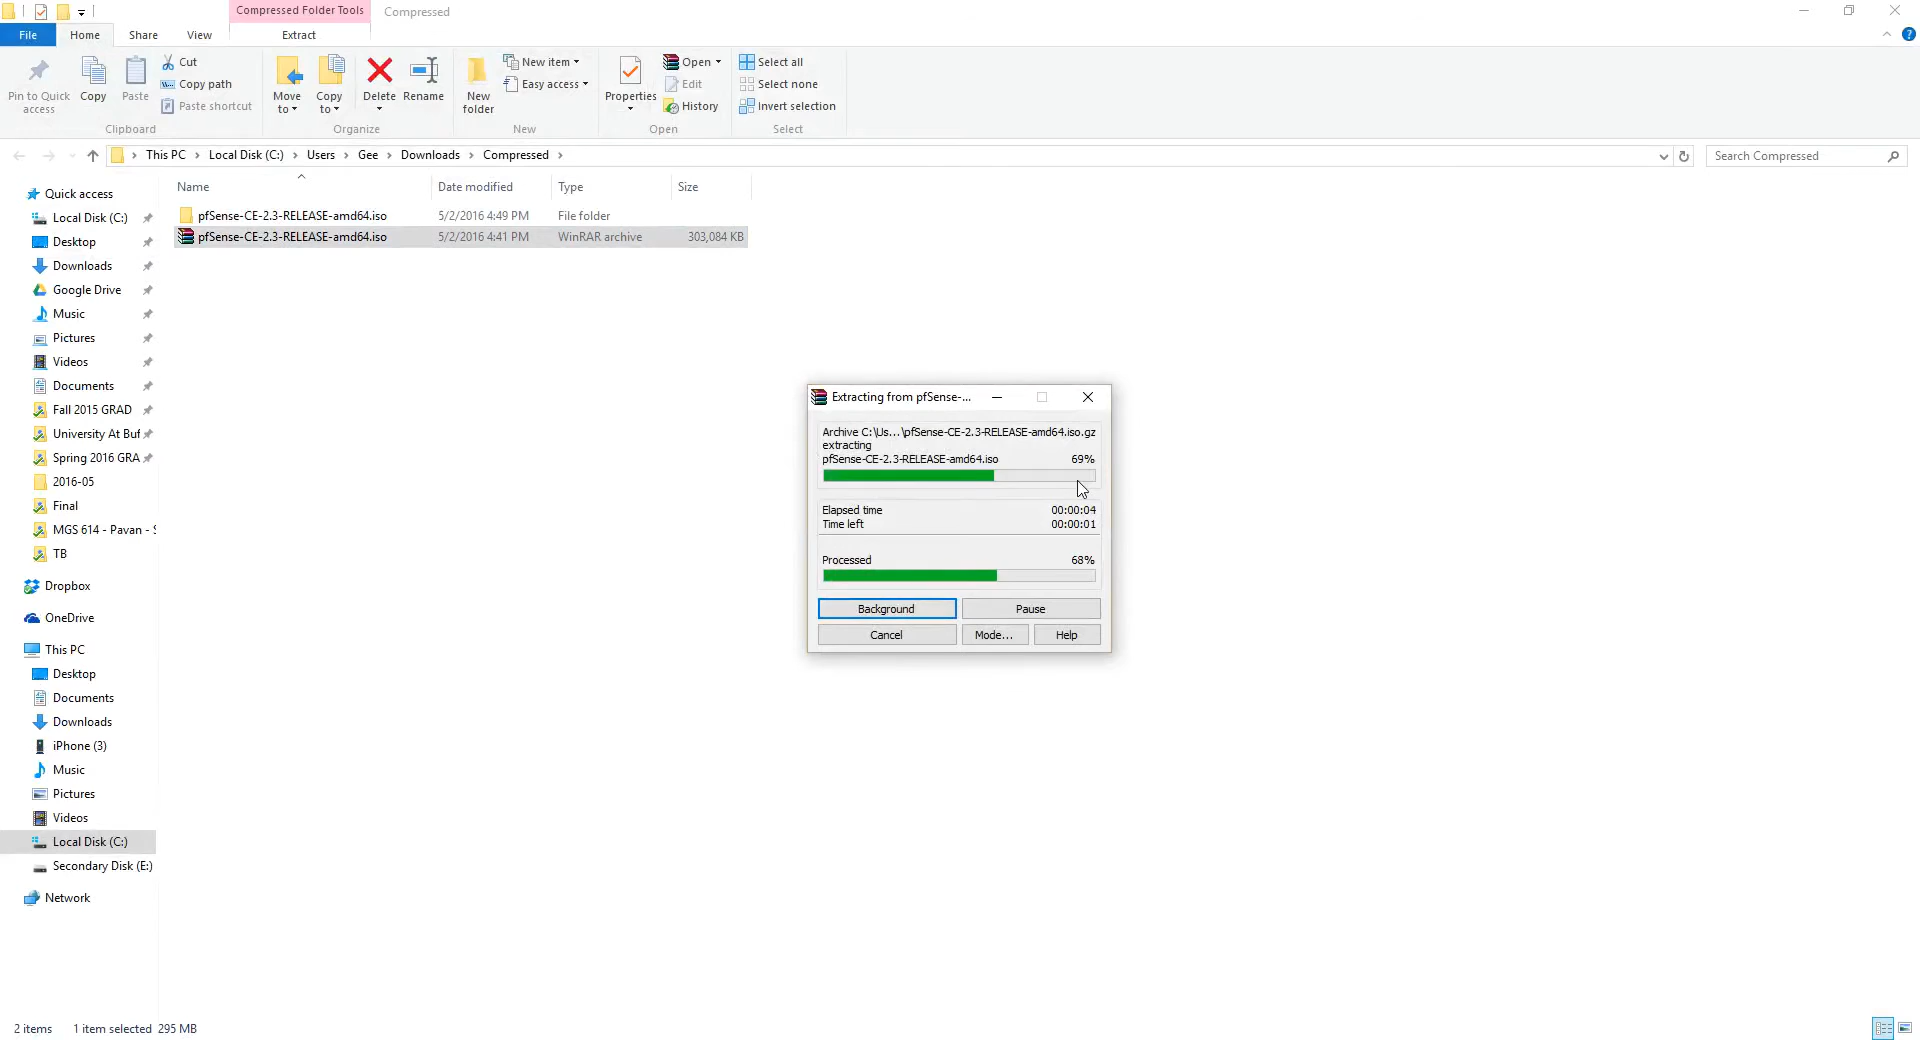 Compressed Folder Tools
Compressed
File
Home
Share
View
Extract
Pin to Quick access
Copy
Paste
Cut
Copy path
Paste shortcut
Clipboard
Move to
Copy to
Delete
Rename
Organize
New folder
New item
Easy access
New
Properties
Open
Edit
History
Open
Select all
Select none
Invert selection
Select
This PC
Local Disk (C:)
Users
Gee
Downloads
Compressed
Search Compressed
Name
Date modified
Type
Size
pfSense-CE-2.3-RELEASE-amd64.iso 5/2/2016 4:49 PM File folder
pfSense-CE-2.3-RELEASE-amd64.iso 5/2/2016 4:41 PM WinRAR archive 303,084 KB
Quick access
Local Disk (C:)
Desktop
Downloads
Google Drive
Music
Pictures
Videos
Documents
Fall 2015 GRAD
University At Buf
Spring 2016 GRA
2016-05
Final
MGS 614 - Pavan - S
TB
Dropbox
OneDrive
This PC
Desktop
Documents
Downloads
iPhone (3)
Music
Pictures
Videos
Local Disk (C:)
Secondary Disk (E:)
Network
Extracting from pfSense-...
Archive C:\Us...\pfSense-CE-2.3-RELEASE-amd64.iso.gz
extracting
pfSense-CE-2.3-RELEASE-amd64.iso 69%
Elapsed time 00:00:04
Time left 00:00:01
Processed 68%
Background
Pause
Cancel
Mode...
Help
2 items 1 item selected 295 MB